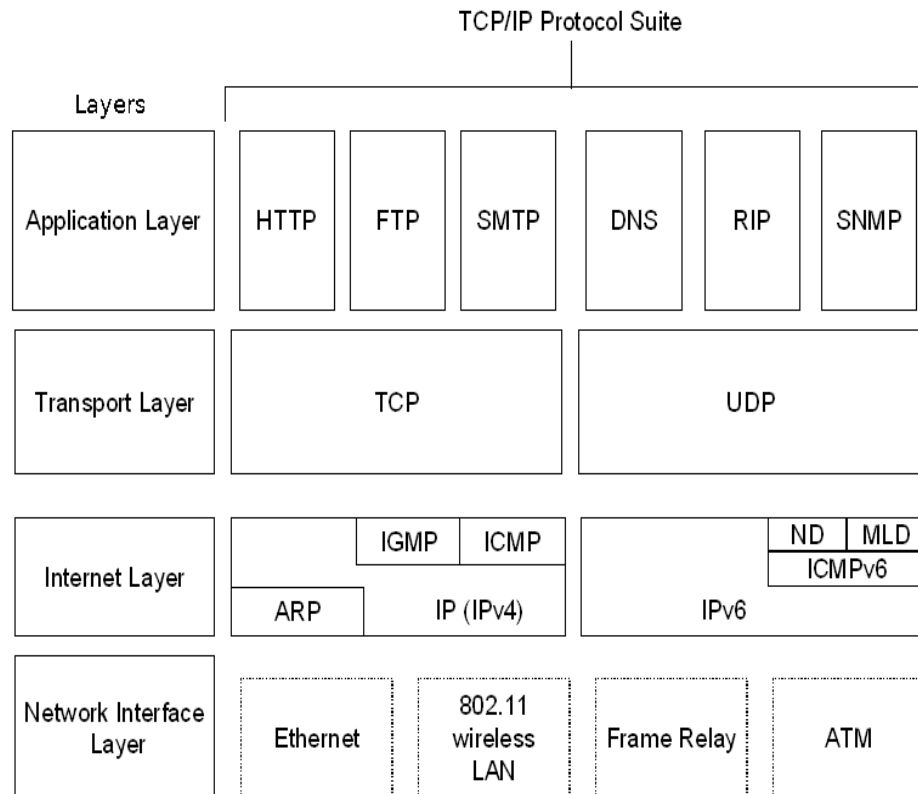 TCP/IP Protocol Suite
Layers
Application Layer
HTTP
FTP
SMTP
DNS
RIP
SNMP
Transport Layer
TCP
UDP
Internet Layer
IGMP
ICMP
ARP
IP (IPv4)
IPv6
ND
MLD
ICMPv6
Network Interface
Layer
Ethernet
802.11
wireless
LAN
Frame Relay
ATM